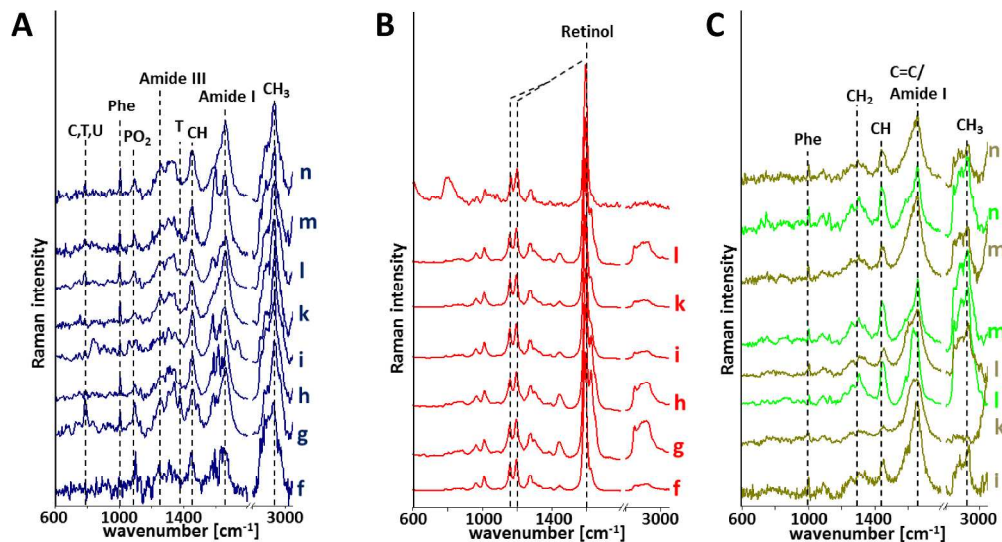 A
Amide III
Phe
Amide I
CH3
C,T,U
PO2
T
CH
n
m
l
k
i
h
g
f
Raman intensity
600
1000
1400
3000
wavenumber [cm-1]
B
Retinol
l
k
i
h
g
f
Raman intensity
600
1000
1400
3000
wavenumber [cm-1]
C
C=C/
CH2
Amide I
Phe
CH
CH3
n
n
m
m
l
l
k
i
Raman intensity
600
1400
3000
wavenumber [cm-1]